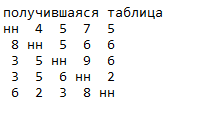 получившаяся таблица
нн 4 5 7 5
8 нн 5 6 6
3 5 нн 9 6
3 5 6 нн 2
6 2 3 8 нн